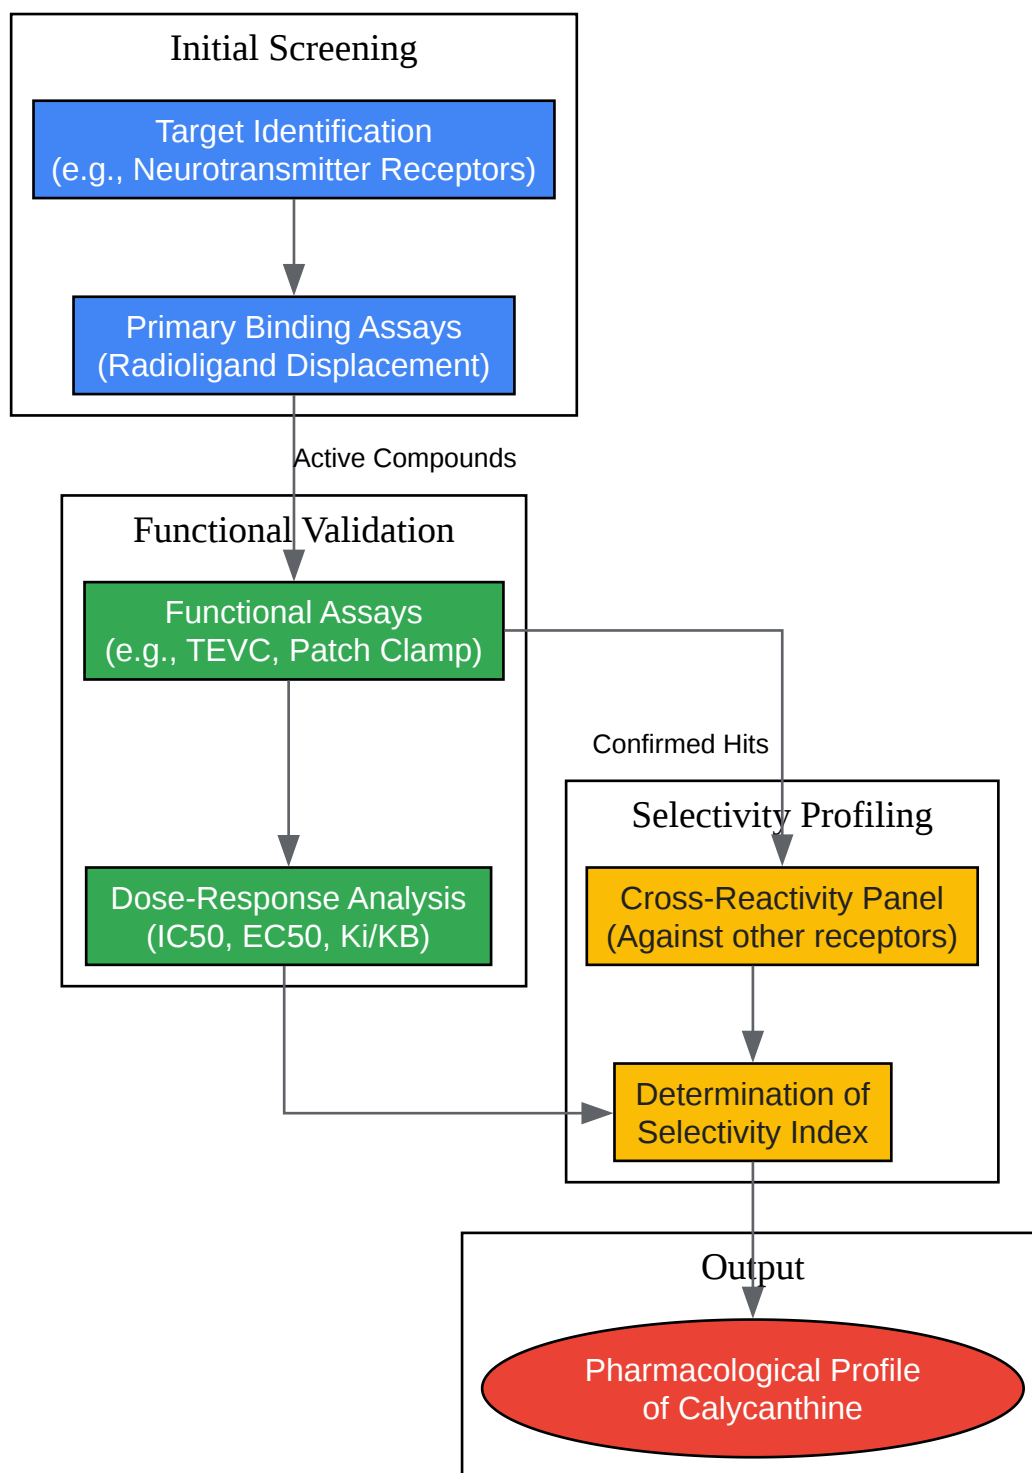 Initial Screening
Target Identification
(e.g., Neurotransmitter Receptors)
Primary Binding Assays
(Radioligand Displacement)
Active Compounds
Functional Validation
Functional Assays
(e.g., TEVC, Patch Clamp)
Confirmed Hits
Selectivity Profiling
Dose-Response Analysis
(IC50, EC50, Ki/KB)
Cross-Reactivity Panel
(Against other receptors)
Determination of
Selectivity Index
Output
Pharmacological Profile
of Calycanthine